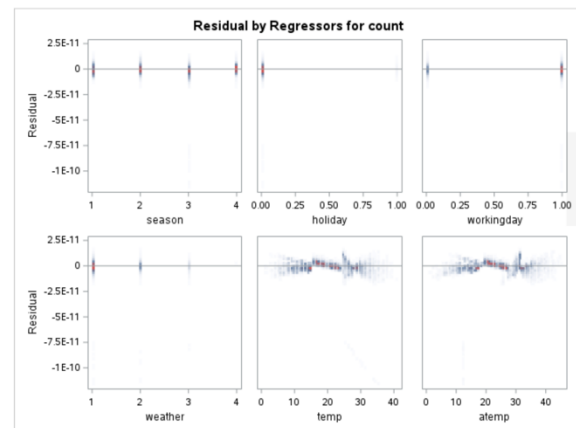 Residual by Regressors for count
2.5E-11
0
-2.5E-11
-5E-11
-7.5E-11
-1E-10
Residual
1 2 3 4
season
0.00 0.25 0.50 0.75 1.00
holiday
0.00 0.25 0.50 0.75 1.00
workingday
2.5E-11
0
-2.5E-11
-5E-11
-7.5E-11
-1E-10
Residual
1 2 3 4
weather
0 10 20 30 40
temp
0 10 20 30 40
atemp